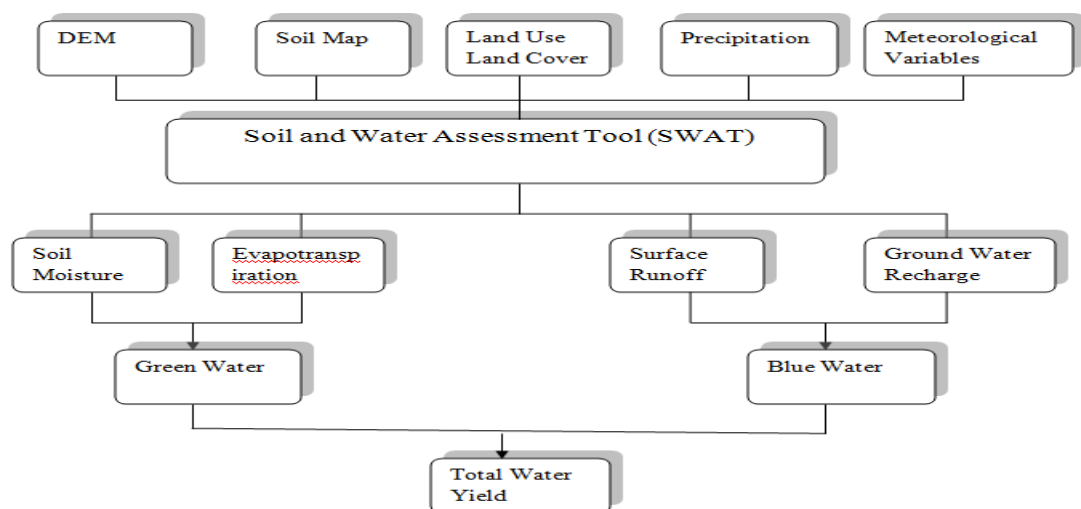 DEM
Soil Map
Land Use
Land Cover
Precipitation
Meteorological
Variables
Soil and Water Assessment Tool (SWAT)
Soil
Moisture
Evapotransp
iration
Surface
Runoff
Ground Water
Recharge
Green Water
Blue Water
Total Water
Yield